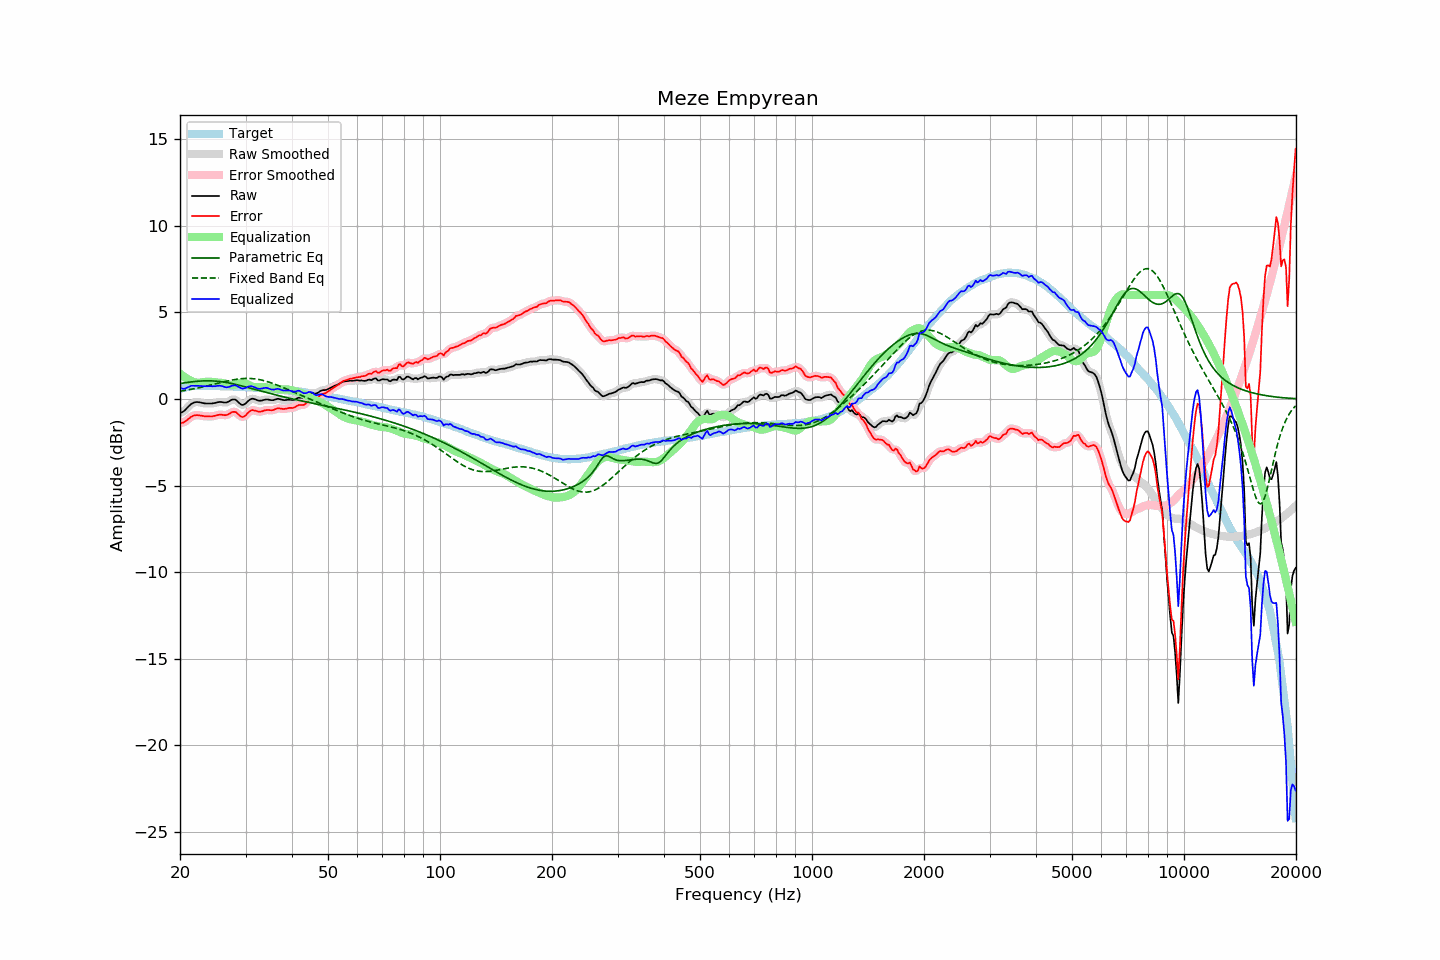 Meze Empyrean
Target
Raw Smoothed
Error Smoothed
Raw
Error
Equalization
Parametric Eq
Fixed Band Eq
Equalized
15
10
5
0
−5
−10
−15
−20
−25
Amplitude (dBr)
20 50 100 200 500 1000 2000 5000 10000 20000
Frequency (Hz)